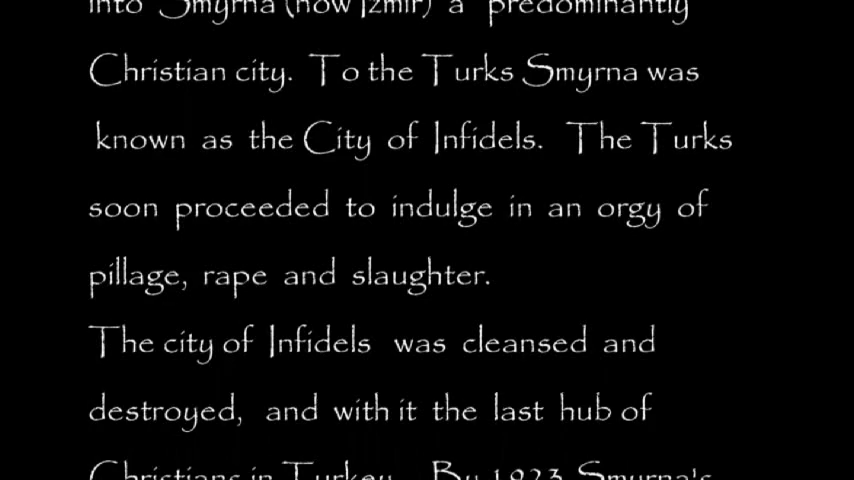 into Smyrna (now Izmir) a predominantly
Christian city. To the Turks Smyrna was
known as the City of Infidels. The Turks
soon proceeded to indulge in an orgy of
pillage, rape and slaughter.
The city of Infidels was cleansed and
destroyed, and with it the last hub of
Christians in Turkey. By 1923 Smyrna's